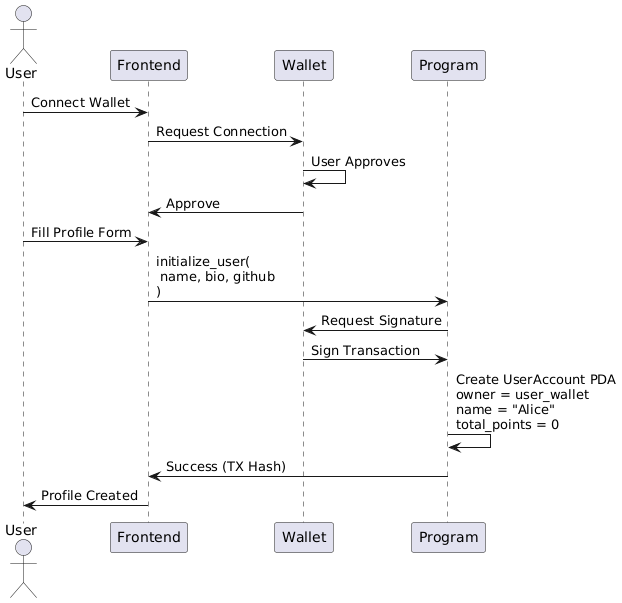 User
Frontend
Wallet
Program
Connect Wallet
Request Connection
User Approves
Approve
Fill Profile Form
initialize_user(
name, bio, github
)
Request Signature
Sign Transaction
Create UserAccount PDA
owner = user_wallet
name = "Alice"
total_points = 0
Success (TX Hash)
Profile Created
User
Frontend
Wallet
Program